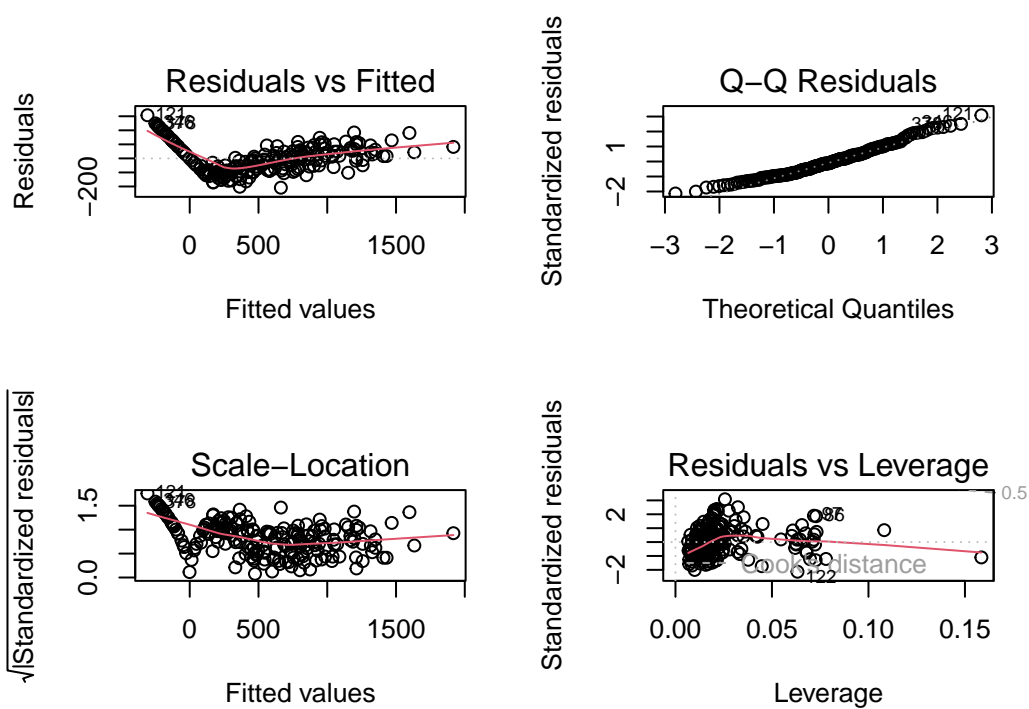 Residuals vs Fitted
Residuals
−200
121
0 500 1500
Fitted values
Q−Q Residuals
Standardized residuals
−2 1
121
−3 −2 −1 0 1 2 3
Theoretical Quantiles
Scale−Location
√|Standardized residuals|
0.0 1.5
121
0 500 1500
Fitted values
Residuals vs Leverage
Standardized residuals
−2 2
0.5
Cook's distance
122
0.00 0.05 0.10 0.15
Leverage